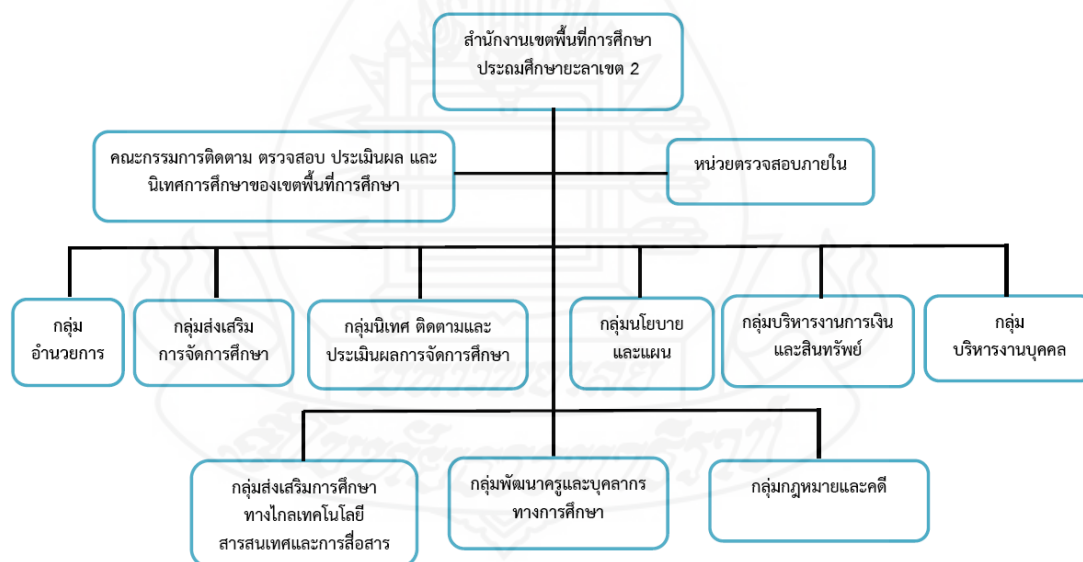 สำนักงานเขตพื้นที่การศึกษา
ประถมศึกษายะลาเขต 2
คณะกรรมการติดตาม ตรวจสอบ ประเมินผล และ
นิเทศการศึกษาของเขตพื้นที่การศึกษา
หน่วยตรวจสอบภายใน
กลุ่ม
อำนวยการ
กลุ่มส่งเสริม
การจัดการศึกษา
กลุ่มนิเทศ ติดตามและ
ประเมินผลการจัดการศึกษา
กลุ่มนโยบาย
และแผน
กลุ่มบริหารงานการเงิน
และสินทรัพย์
กลุ่ม
บริหารงานบุคคล
กลุ่มส่งเสริมการศึกษา
ทางไกลเทคโนโลยี
สารสนเทศและการสื่อสาร
กลุ่มพัฒนาครูและบุคลากร
ทางการศึกษา
กลุ่มกฎหมายและคดี